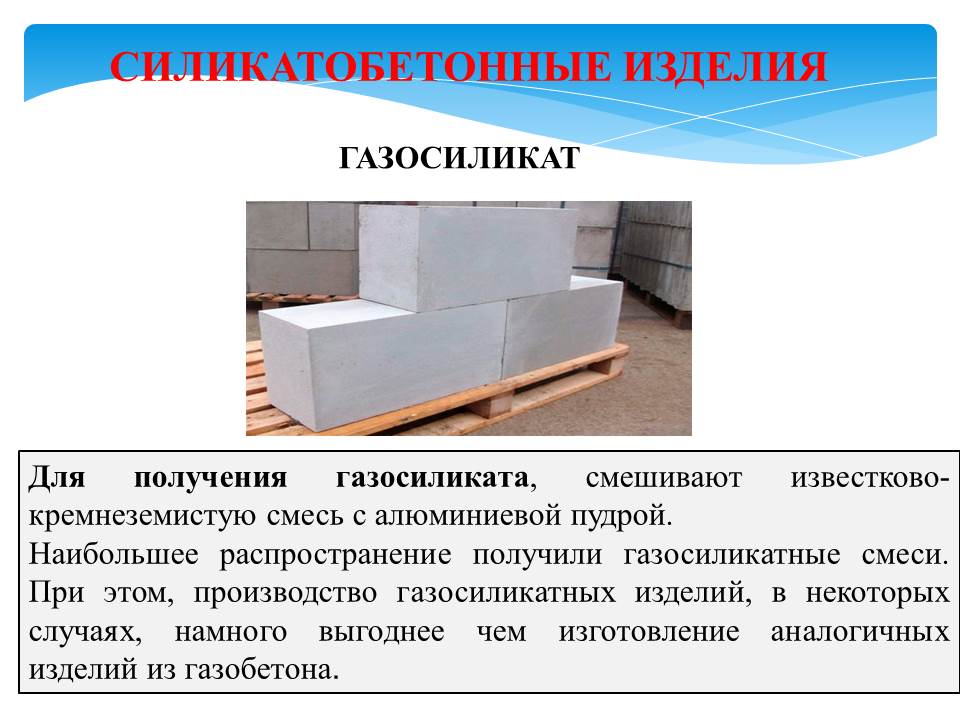 СИЛИКАТОБЕТОННЫЕ ИЗДЕЛИЯ
ГАЗОСИЛИКАТ
Для получения газосиликата, смешивают известково-
кремнеземистую смесь с алюминиевой пудрой.
Наибольшее распространение получили газосиликатные смеси.
При этом, производство газосиликатных изделий, в некоторых
случаях, намного выгоднее чем изготовление аналогичных
изделий из газобетона.